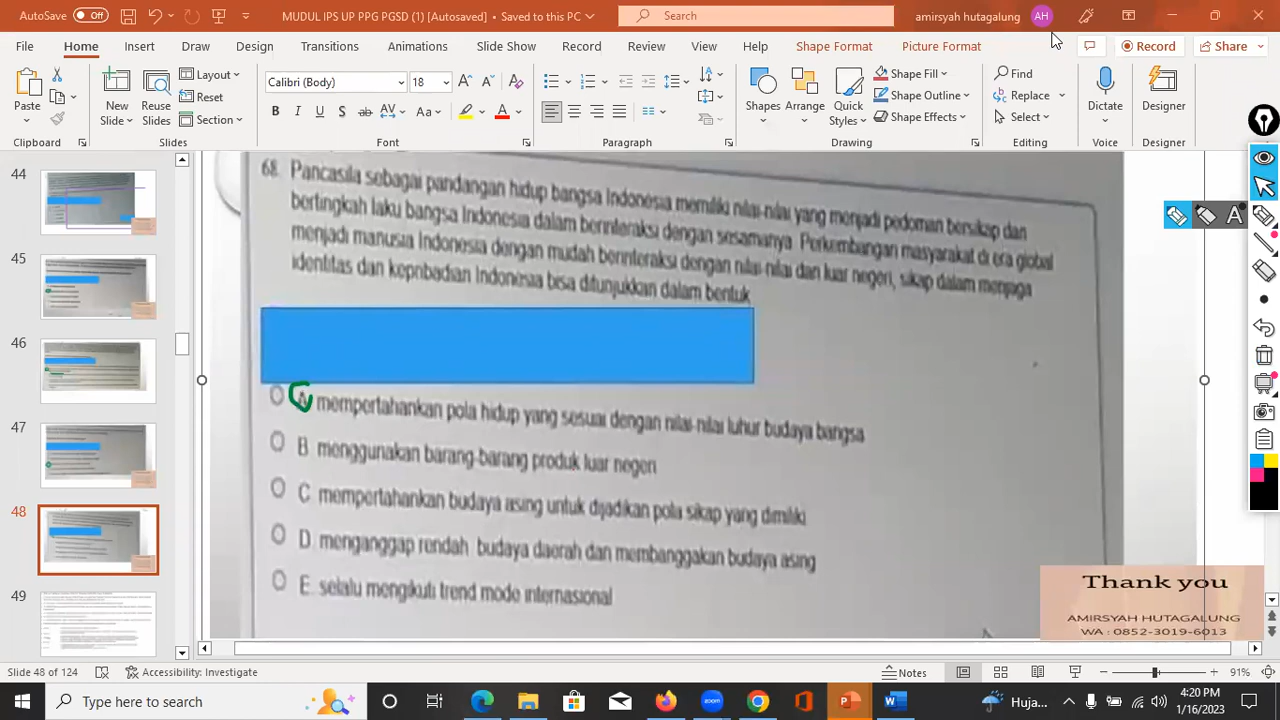 AutoSave Off MUDUL IPS UP PPG PGSD (1) [Autosaved] • Saved to this PC Search amirsyah hutagalung AH
File Home Insert Draw Design Transitions Animations Slide Show Record Review View Help Shape Format Picture Format Record Share
Paste New Slide Reuse Slides Layout Reset Section Calibri (Body) 18 Shapes Arrange Quick Styles Shape Fill Shape Outline Shape Effects Find Replace Select Dictate Designer
Clipboard Slides Font Paragraph Drawing Editing Voice Designer
44
45
46
47
48
49
68. Pancasila sebagai pandangan hidup bangsa Indonesia memiliki nilai-nilai yang menjadi pedoman bersikap dan
bertingkah laku bangsa Indonesia dalam berinteraksi dengan sesamanya. Perkembangan masyarakat di era global
menjadi manusia Indonesia dengan mudah berinteraksi dengan nilai-nilai dan luar negeri, sikap dalam menjaga
identitas dan kepribadian Indonesia bisa ditunjukkan dalam bentuk
A mempertahankan pola hidup yang sesuai dengan nilai-nilai luhur budaya bangsa
B menggunakan barang-barang produk luar negeri
C mempertahankan budaya asing untuk dijadikan pola sikap yang dimiliki
D. menganggap rendah budaya daerah dan membanggakan budaya asing
E. selalu mengikuti trend mode internasional
Thank you
AMIRSYAH HUTAGALUNG
WA : 0852-3019-6013
Slide 48 of 124 Accessibility: Investigate Notes 91%
Type here to search Huja... 4:20 PM
1/16/2023